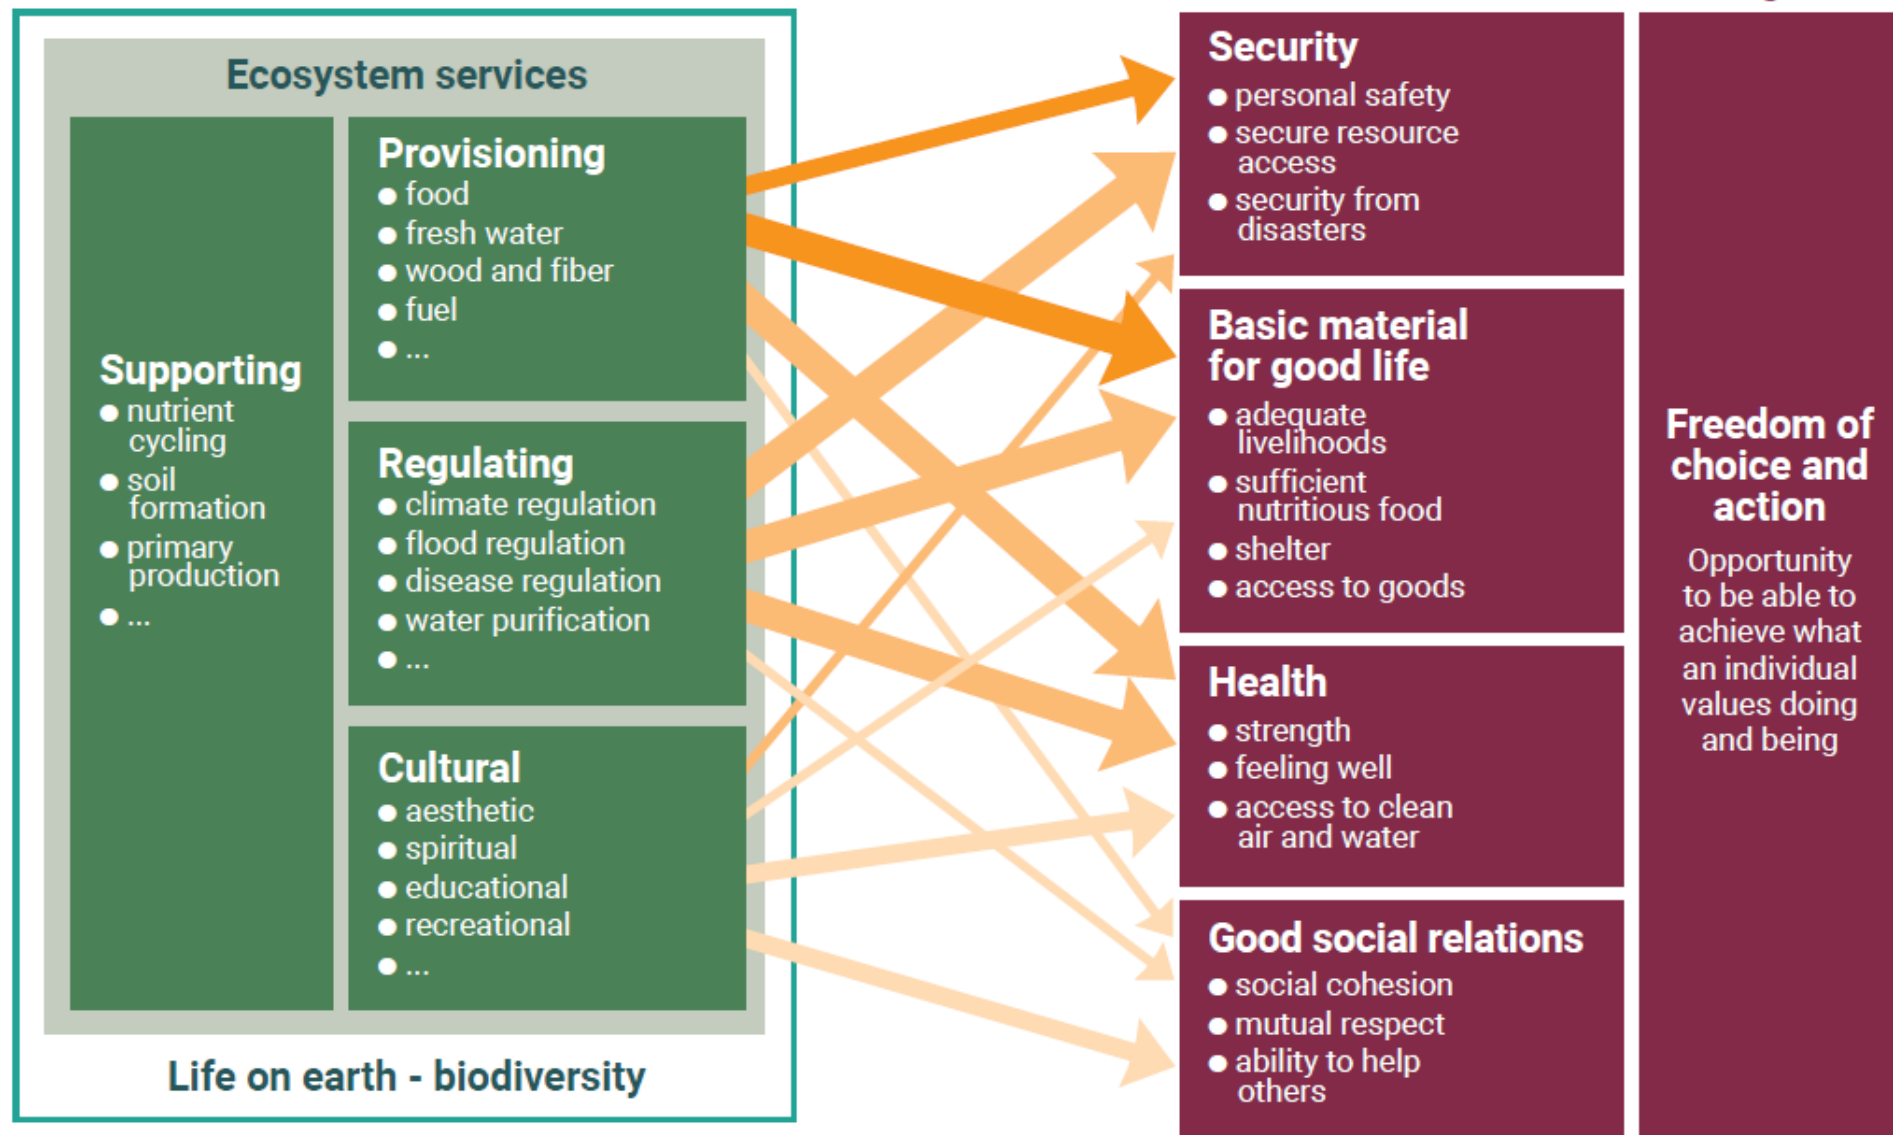 Ecosystem services
Supporting
● nutrient
cycling
● soil
formation
● primary
production
● ...
Provisioning
● food
● fresh water
● wood and fiber
● fuel
● ...
Regulating
● climate regulation
● flood regulation
● disease regulation
● water purification
● ...
Cultural
● aesthetic
● spiritual
● educational
● recreational
● ...
Life on earth - biodiversity
Security
● personal safety
● secure resource
access
● security from
disasters
Basic material
for good life
● adequate
livelihoods
● sufficient
nutritious food
● shelter
● access to goods
Health
● strength
● feeling well
● access to clean
air and water
Good social relations
● social cohesion
● mutual respect
● ability to help
others
Freedom of
choice and
action
Opportunity
to be able to
achieve what
an individual
values doing
and being